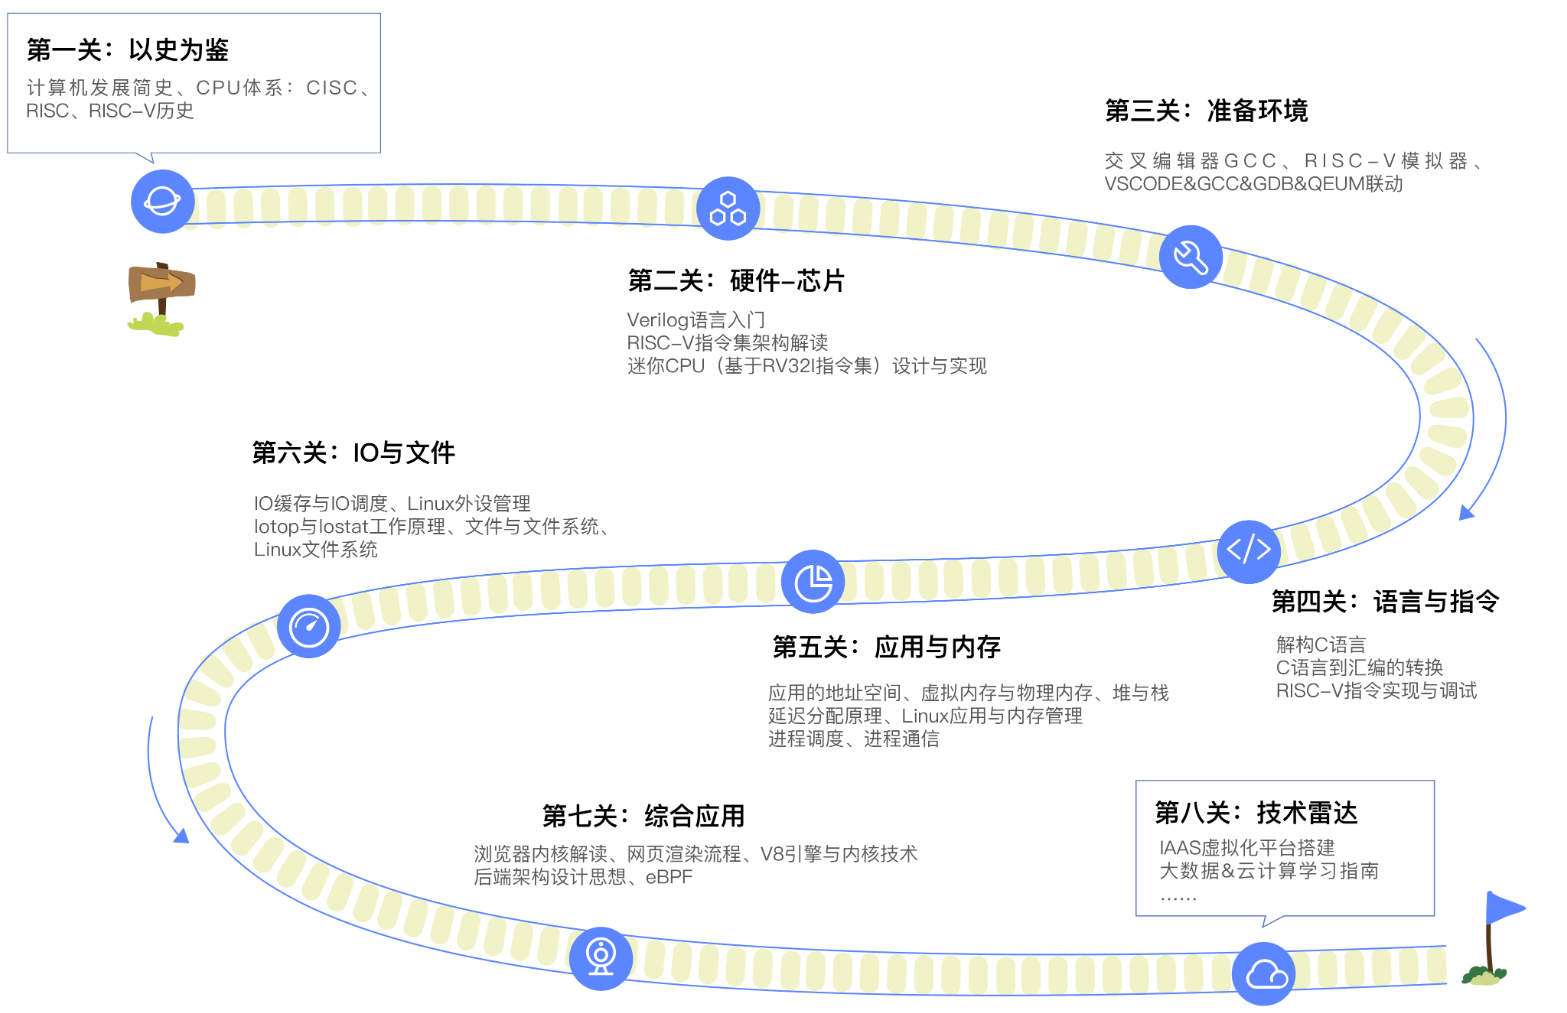 第一关：以史为鉴
计算机发展简史、CPU体系：CISC、
RISC、RISC-V历史
第二关：硬件-芯片
Verilog语言入门
RISC-V指令集架构解读
迷你CPU（基于RV32I指令集）设计与实现
第三关：准备环境
交叉编辑器GCC、RISC-V模拟器、
VSCODE&GCC&GDB&QEUM联动
第四关：语言与指令
解构C语言
C语言到汇编的转换
RISC-V指令实现与调试
第五关：应用与内存
应用的地址空间、虚拟内存与物理内存、堆与栈
延迟分配原理、Linux应用与内存管理
进程调度、进程通信
第六关：IO与文件
IO缓存与IO调度、Linux外设管理
Iotop与Iostat工作原理、文件与文件系统、
Linux文件系统
第七关：综合应用
浏览器内核解读、网页渲染流程、V8引擎与内核技术
后端架构设计思想、eBPF
第八关：技术雷达
IAAS虚拟化平台搭建
大数据&云计算学习指南
……